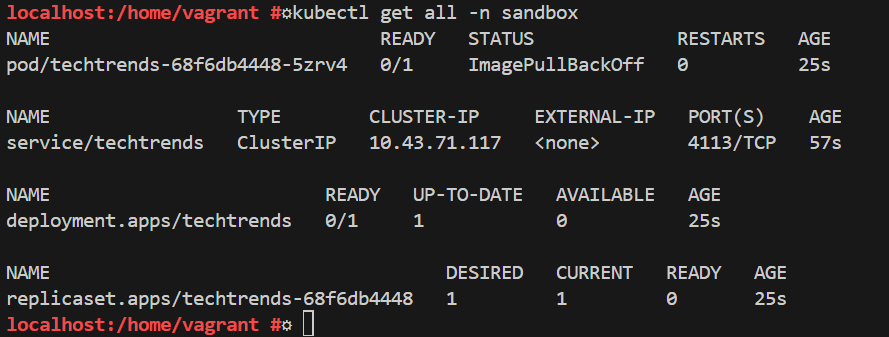 localhost:/home/vagrant #☼kubectl get all -n sandbox
NAME READY STATUS RESTARTS AGE
pod/techtrends-68f6db4448-5zrv4 0/1 ImagePullBackOff 0 25s
NAME TYPE CLUSTER-IP EXTERNAL-IP PORT(S) AGE
service/techtrends ClusterIP 10.43.71.117 <none> 4113/TCP 57s
NAME READY UP-TO-DATE AVAILABLE AGE
deployment.apps/techtrends 0/1 1 0 25s
NAME DESIRED CURRENT READY AGE
replicaset.apps/techtrends-68f6db4448 1 1 0 25s
localhost:/home/vagrant #☼